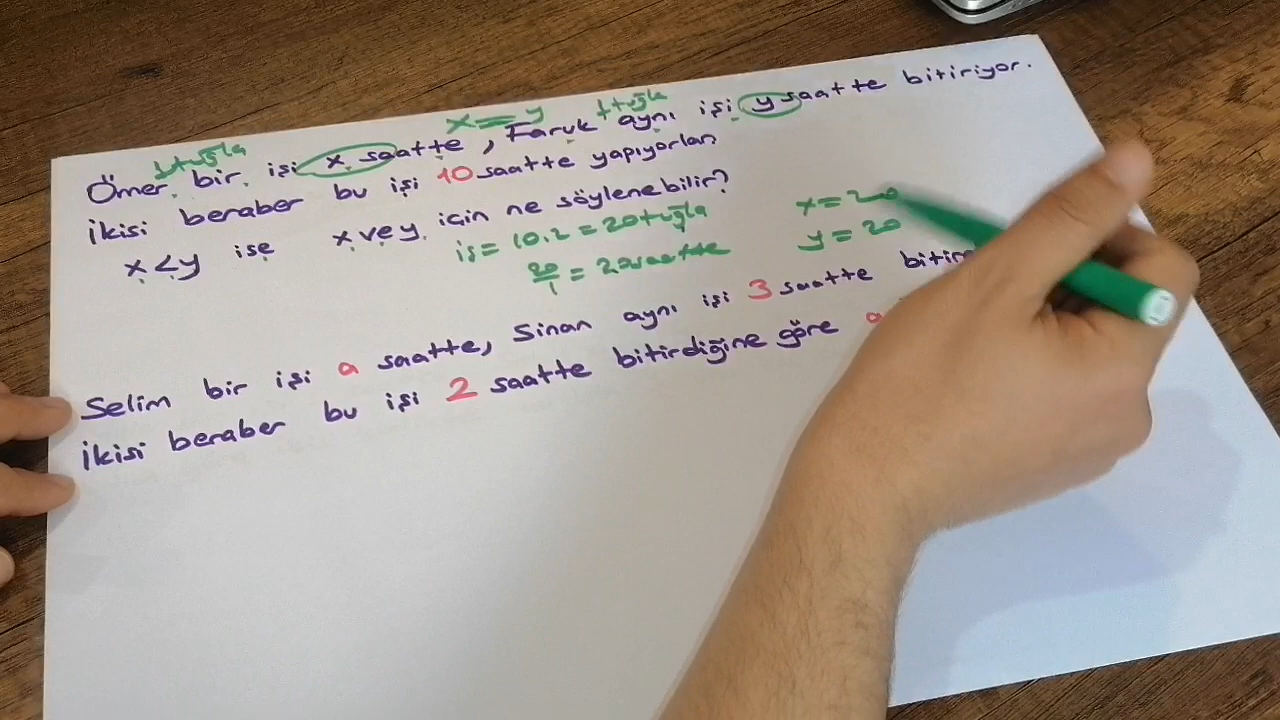 x = y
1 tuğla
1 tuğla
Ömer bir işi x saatte, Faruk aynı işi y saatte bitiriyor.
İkisi beraber bu işi 10 saatte yapıyorlar.
x < y ise x ve y için ne söylenebilir?
iş = 10.2 = 20 tuğla
20/1 = 20 saatte
x = 20
y = 20
Selim bir işi a saatte, Sinan aynı işi 3 saatte
İkisi beraber bu işi 2 saatte bitirdiğine göre a